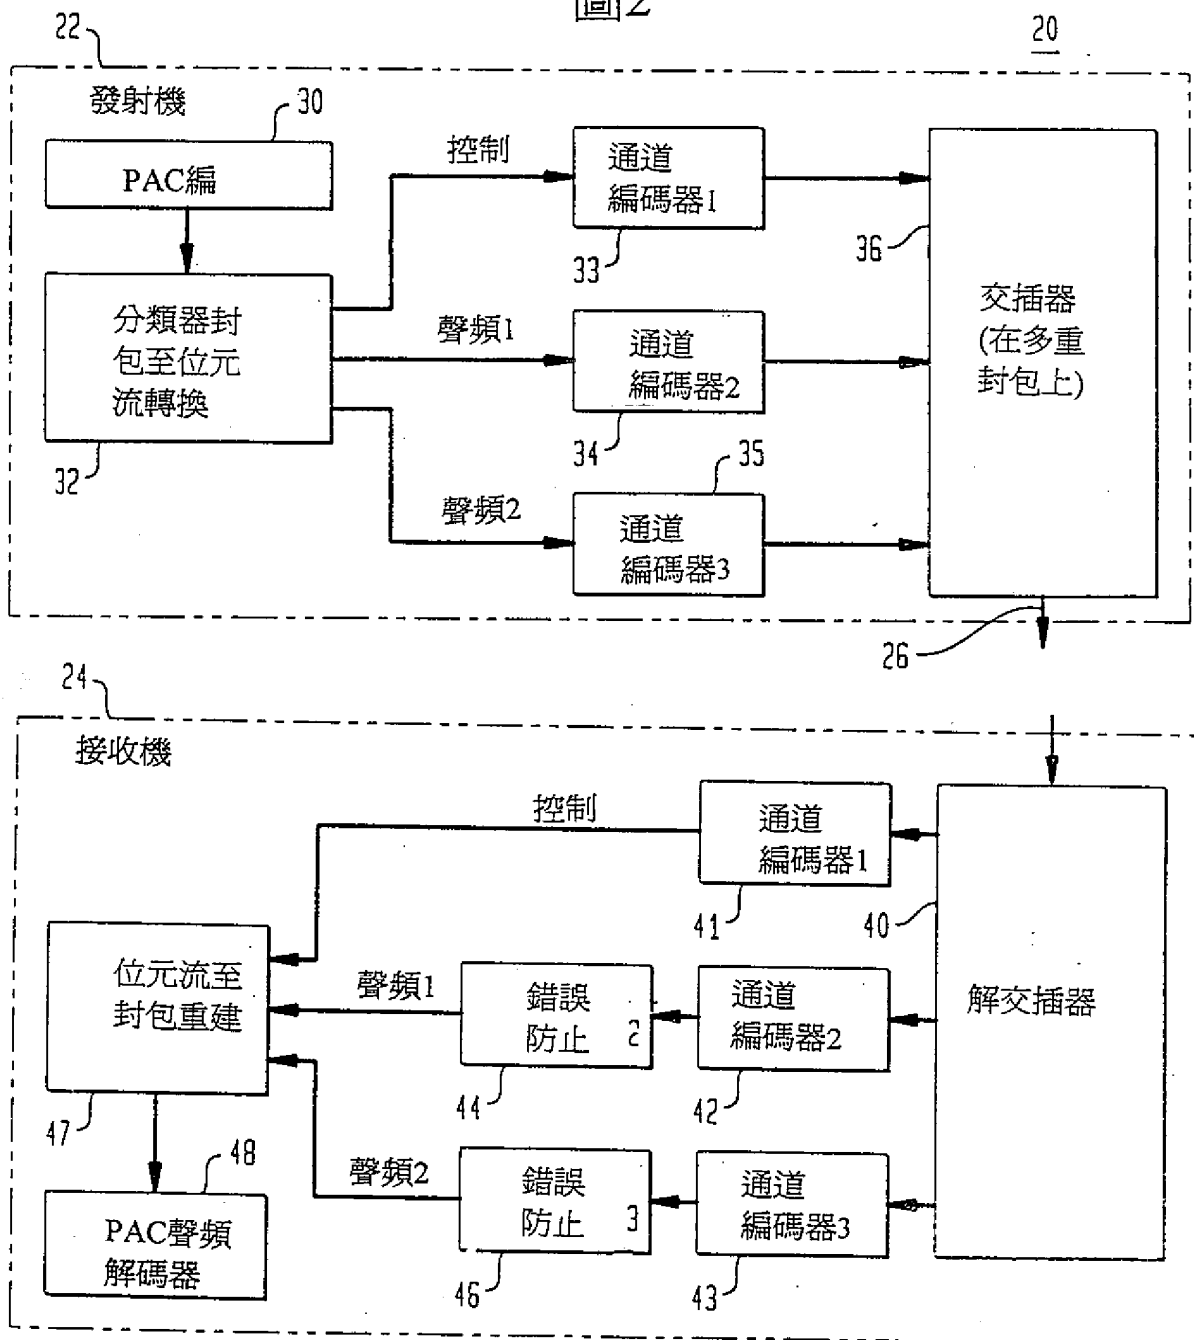 圖2
22
20
發射機
30
PAC編
控制
通道
編碼器1
33
36
分類器封
包至位元
流轉換
32
聲頻1
通道
編碼器2
34
35
聲頻2
通道
編碼器3
交插器
(在多重
封包上)
26
24
接收機
控制
通道
編碼器1
41
40
位元流至
封包重建
47
聲頻1
錯誤
防止 2
44
通道
編碼器2
42
解交插器
48
聲頻2
錯誤
防止 3
46
通道
編碼器3
43
PAC聲頻
解碼器